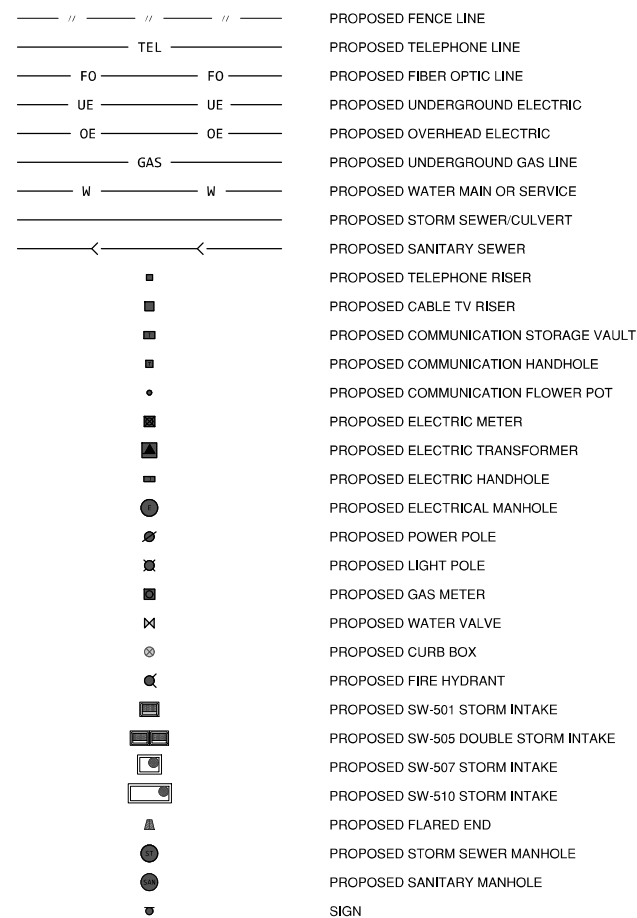 // // // PROPOSED FENCE LINE
TEL PROPOSED TELEPHONE LINE
FO FO PROPOSED FIBER OPTIC LINE
UE UE PROPOSED UNDERGROUND ELECTRIC
OE OE PROPOSED OVERHEAD ELECTRIC
GAS PROPOSED UNDERGROUND GAS LINE
W W PROPOSED WATER MAIN OR SERVICE
PROPOSED STORM SEWER/CULVERT
PROPOSED SANITARY SEWER
PROPOSED TELEPHONE RISER
PROPOSED CABLE TV RISER
PROPOSED COMMUNICATION STORAGE VAULT
PROPOSED COMMUNICATION HANDHOLE
PROPOSED COMMUNICATION FLOWER POT
PROPOSED ELECTRIC METER
PROPOSED ELECTRIC TRANSFORMER
PROPOSED ELECTRIC HANDHOLE
E PROPOSED ELECTRICAL MANHOLE
PROPOSED POWER POLE
PROPOSED LIGHT POLE
PROPOSED GAS METER
PROPOSED WATER VALVE
PROPOSED CURB BOX
PROPOSED FIRE HYDRANT
PROPOSED SW-501 STORM INTAKE
PROPOSED SW-505 DOUBLE STORM INTAKE
PROPOSED SW-507 STORM INTAKE
PROPOSED SW-510 STORM INTAKE
PROPOSED FLARED END
ST PROPOSED STORM SEWER MANHOLE
SAN PROPOSED SANITARY MANHOLE
SIGN